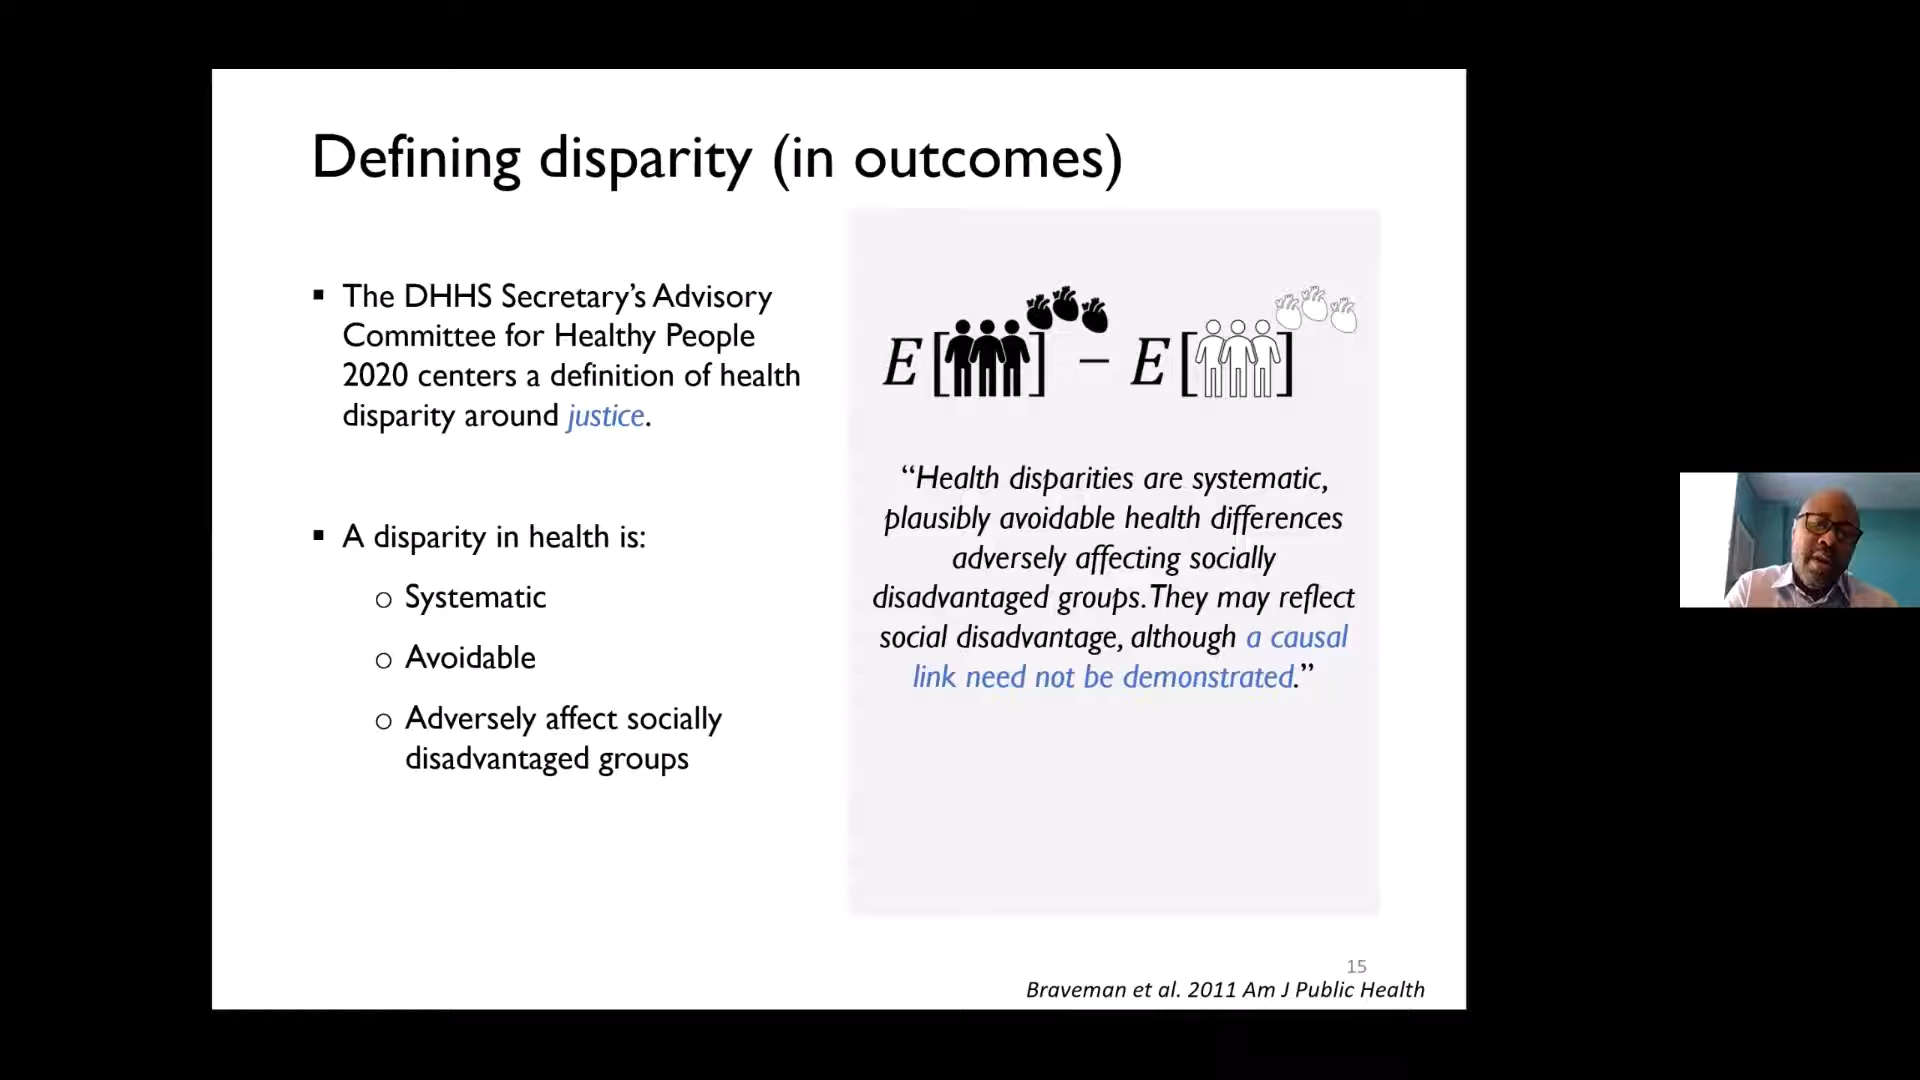 Defining disparity (in outcomes)
▪ The DHHS Secretary’s Advisory
Committee for Healthy People
2020 centers a definition of health
disparity around justice.
▪ A disparity in health is:
o Systematic
o Avoidable
o Adversely affect socially
disadvantaged groups
E[ ] − E[ ]
“Health disparities are systematic,
plausibly avoidable health differences
adversely affecting socially
disadvantaged groups. They may reflect
social disadvantage, although a causal
link need not be demonstrated.”
15
Braveman et al. 2011 Am J Public Health